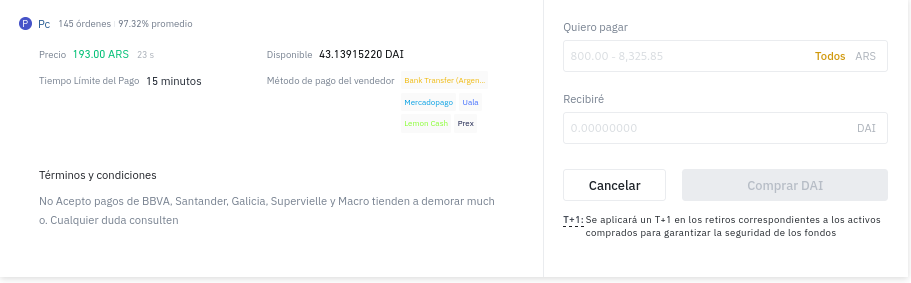 P Pc 145 órdenes | 97.32% promedio
Precio 193.00 ARS 23 s
Disponible 43.13915220 DAI
Tiempo Límite del Pago 15 minutos
Método de pago del vendedor Bank Transfer (Argen...
Mercadopago Uala
Lemon Cash Prex
Términos y condiciones
No Acepto pagos de BBVA, Santander, Galicia, Supervielle y Macro tienden a demorar much
o. Cualquier duda consulten
Quiero pagar
800.00 - 8,325.85 Todos ARS
Recibiré
0.00000000 DAI
Cancelar Comprar DAI
T+1: Se aplicará un T+1 en los retiros correspondientes a los activos
comprados para garantizar la seguridad de los fondos